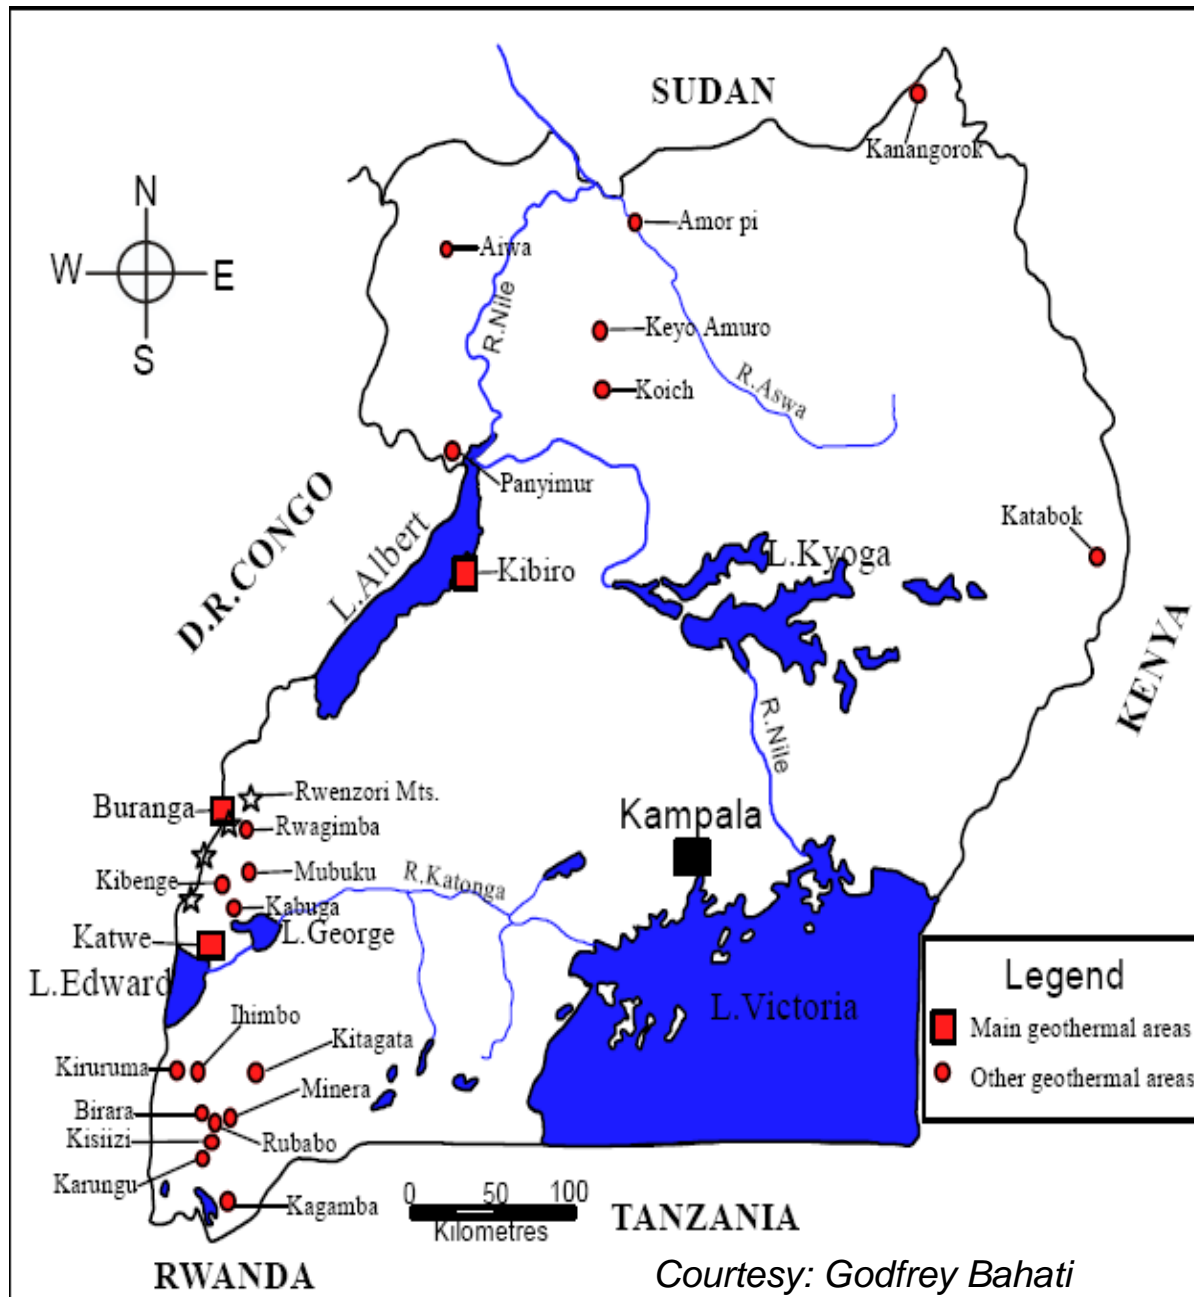 SUDAN
Kanangorok
N
W
E
S
Aiwa
Amor pi
R.Nile
Keyo Amuro
Koich
R.Aswa
Panyimur
D.R.CONGO
L.Albert
Kibiro
L.Kyoga
Katabok
KENYA
R.Nile
Buranga
Rwenzori Mts.
Rwagimba
Kampala
Kibenge
Mubuku
R.Katonga
Kabuga
Katwe
L.George
L.Edward
L.Victoria
Legend
Main geothermal areas
Other geothermal areas
Ihimbo
Kitagata
Kiruruma
Minera
Birara
Kisiizi
Rubabo
Karungu
Kagamba
0 50 100
Kilometres
TANZANIA
RWANDA
Courtesy: Godfrey Bahati